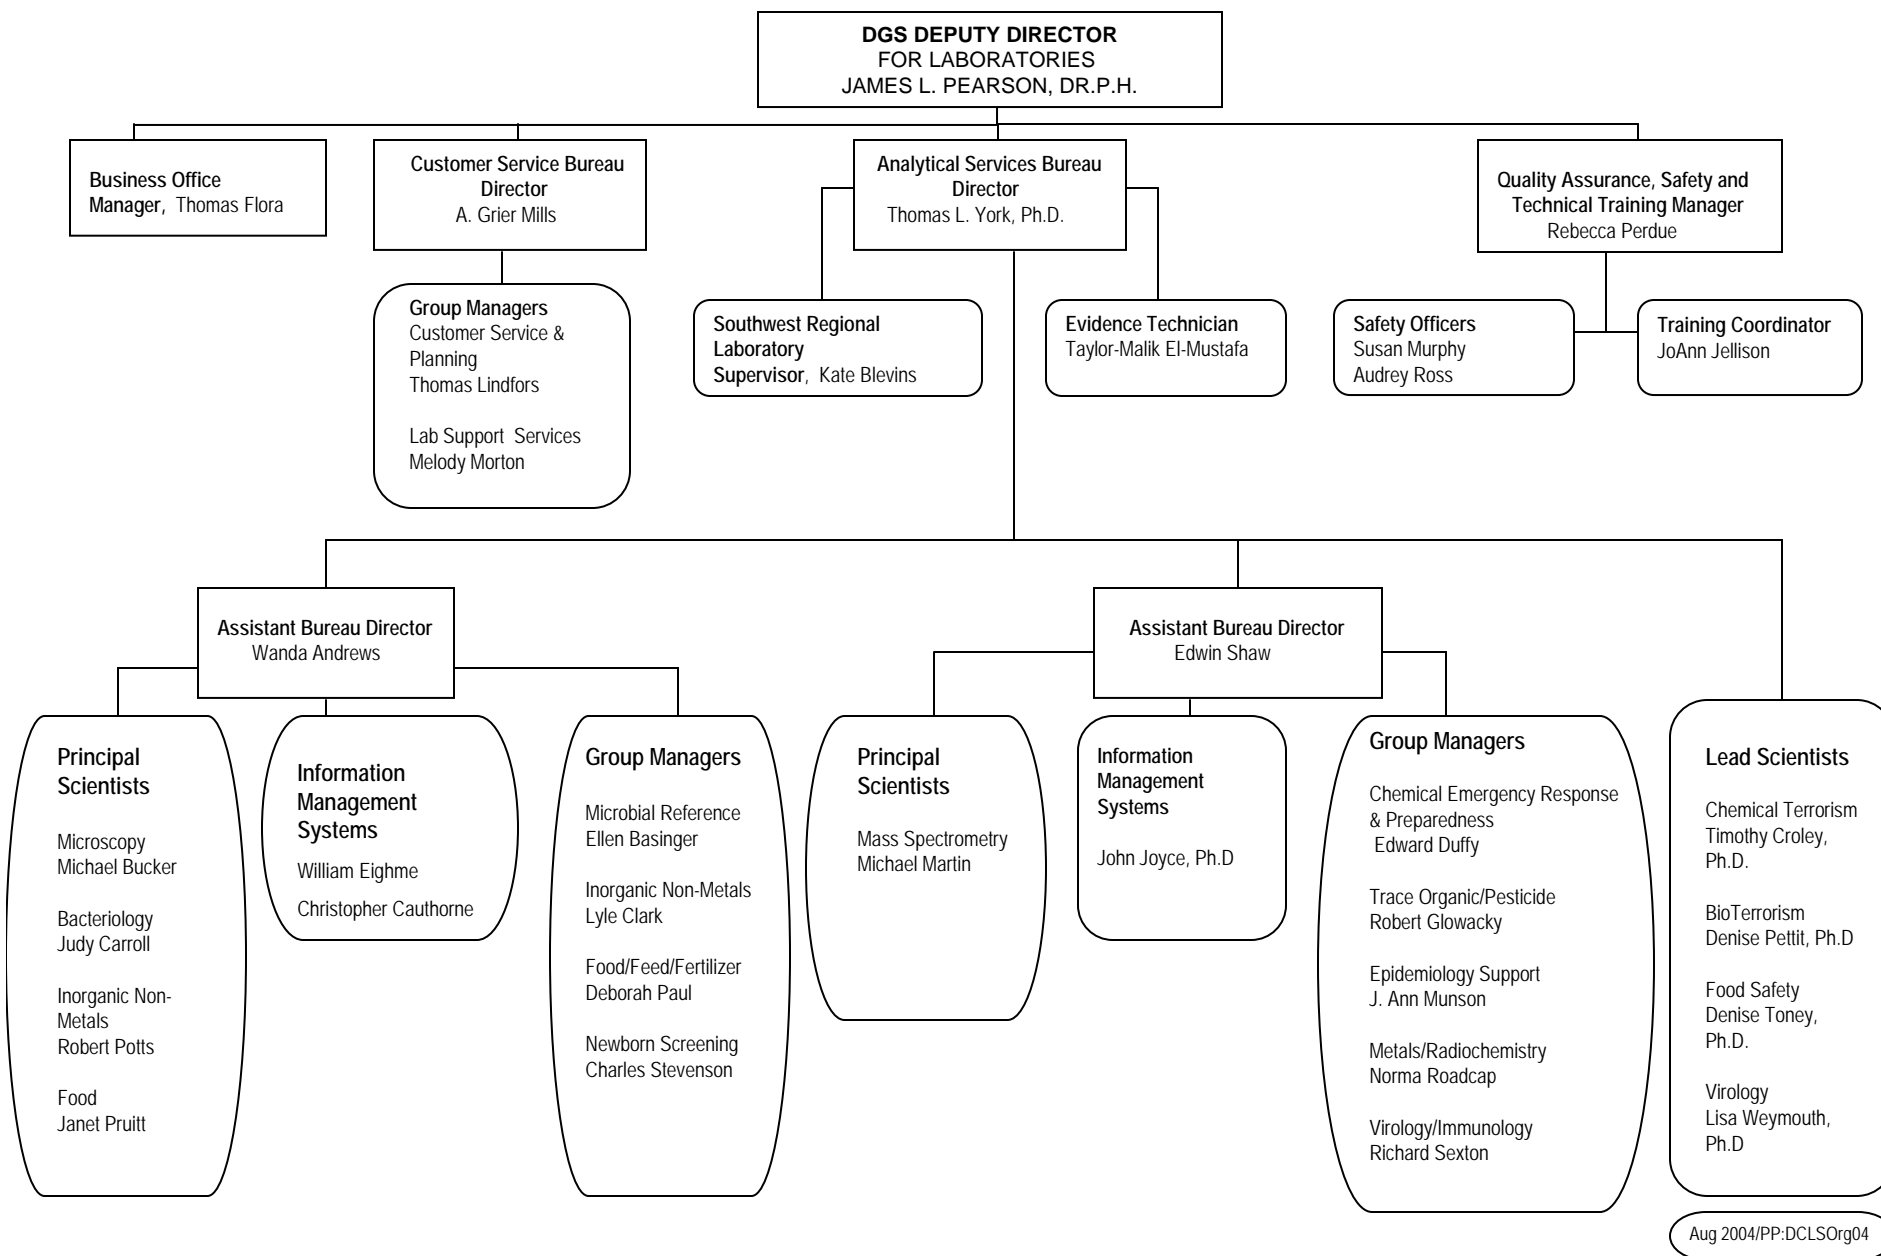 DGS DEPUTY DIRECTOR
FOR LABORATORIES
JAMES L. PEARSON, DR.P.H.
Business Office
Manager, Thomas Flora
Customer Service Bureau
Director
A. Grier Mills
Analytical Services Bureau
Director
Thomas L. York, Ph.D.
Quality Assurance, Safety and
Technical Training Manager
Rebecca Perdue
Group Managers
Customer Service &
Planning
Thomas Lindfors
Lab Support Services
Melody Morton
Southwest Regional
Laboratory
Supervisor, Kate Blevins
Evidence Technician
Taylor-Malik El-Mustafa
Safety Officers
Susan Murphy
Audrey Ross
Training Coordinator
JoAnn Jellison
Assistant Bureau Director
Wanda Andrews
Assistant Bureau Director
Edwin Shaw
Principal
Scientists
Microscopy
Michael Bucker
Bacteriology
Judy Carroll
Inorganic Non-
Metals
Robert Potts
Food
Janet Pruitt
Information
Management
Systems
William Eighme
Christopher Cauthorne
Group Managers
Microbial Reference
Ellen Basinger
Inorganic Non-Metals
Lyle Clark
Food/Feed/Fertilizer
Deborah Paul
Newborn Screening
Charles Stevenson
Principal
Scientists
Mass Spectrometry
Michael Martin
Information
Management
Systems
John Joyce, Ph.D
Group Managers
Chemical Emergency Response
& Preparedness
Edward Duffy
Trace Organic/Pesticide
Robert Glowacky
Epidemiology Support
J. Ann Munson
Metals/Radiochemistry
Norma Roadcap
Virology/Immunology
Richard Sexton
Lead Scientists
Chemical Terrorism
Timothy Croley,
Ph.D.
BioTerrorism
Denise Pettit, Ph.D
Food Safety
Denise Toney,
Ph.D.
Virology
Lisa Weymouth,
Ph.D
Aug 2004/PP:DCLSOrg04